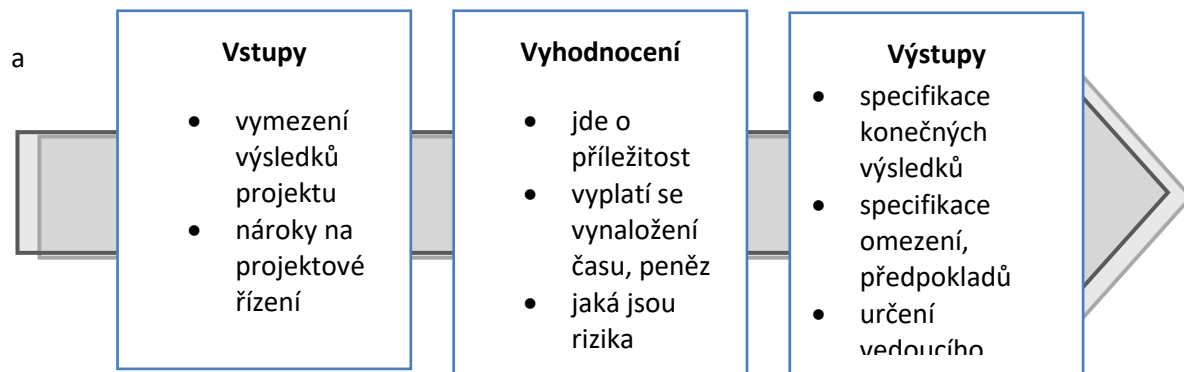 a
Vstupy
• vymezení
výsledků
projektu
• nároky na
projektové
řízení
Vyhodnocení
• jde o
příležitost
• vyplatí se
vynaložení
času, peněz
• jaká jsou
rizika
Výstupy
• specifikace
konečných
výsledků
• specifikace
omezení,
předpokladů
• určení
vedoucího